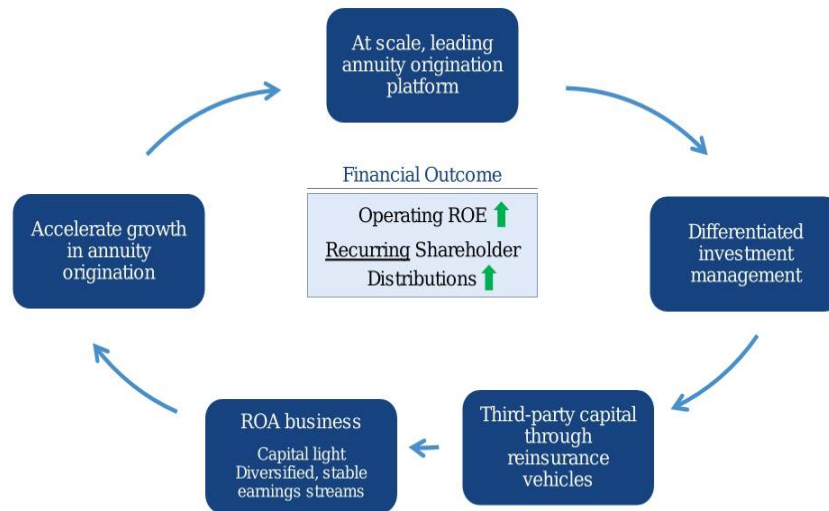 At scale, leading
annuity origination
platform
Financial Outcome
Operating ROE
Recurring Shareholder
Distributions
Accelerate growth
in annuity
origination
Differentiated
investment
management
ROA business
Capital light
Diversified, stable
earnings streams
Third-party capital
through
reinsurance
vehicles